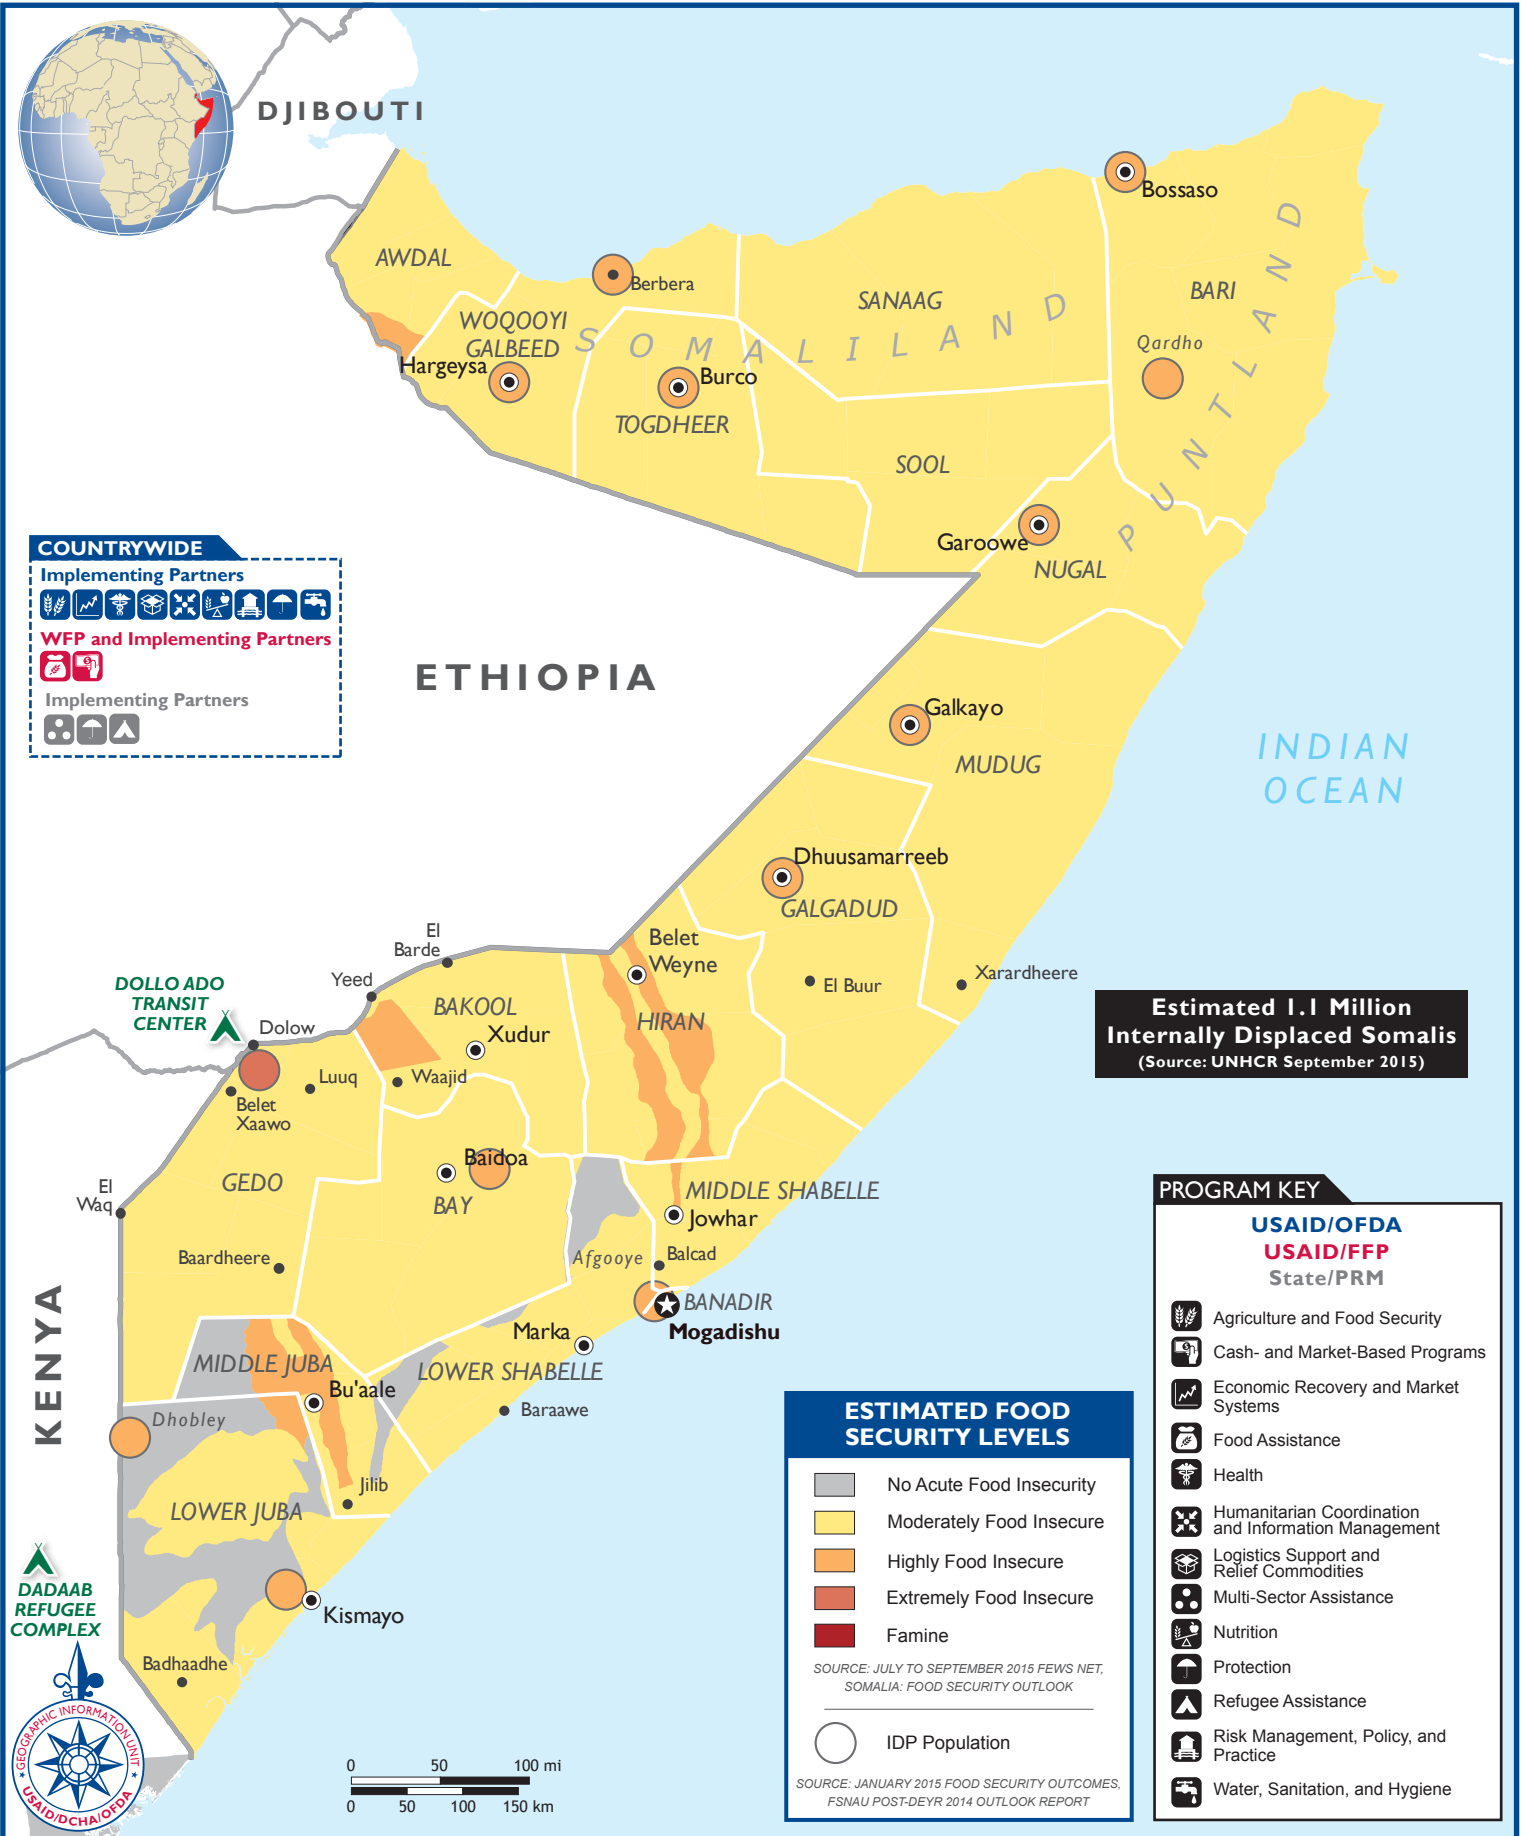 DJIBOUTI
Bossaso
AWDAL
Berbera
SANAAG
BARI
WOQOOYI
GALBEED
SOMALILAND
PUNTLAND
Qardho
Hargeysa
Burco
TOGDHEER
SOOL
Garoowe
NUGAL
COUNTRYWIDE
Implementing Partners
WFP and Implementing Partners
Implementing Partners
ETHIOPIA
Galkayo
MUDUG
INDIAN
OCEAN
Dhuusamarreeb
GALGADUD
El
Barde
Belet
Weyne
Yeed
El Buur
Xarardheere
DOLLO ADO
TRANSIT
CENTER
Dolow
BAKOOL
Xudur
HIRAN
Estimated 1.1 Million
Internally Displaced Somalis
(Source: UNHCR September 2015)
Luuq
Waajid
Belet
Xaawo
Baidoa
GEDO
BAY
El
Waq
MIDDLE SHABELLE
Jowhar
Baardheere
Afgooye
Balcad
BANADIR
Mogadishu
KENYA
Marka
MIDDLE JUBA
LOWER SHABELLE
Bu'aale
Baraawe
Dhobley
Jilib
LOWER JUBA
DADAAB
REFUGEE
COMPLEX
Kismayo
Badhaadhe
GEOGRAPHIC INFORMATION UNIT
USAID/DCHA/OFDA
0 50 100 mi
0 50 100 150 km
ESTIMATED FOOD
SECURITY LEVELS
No Acute Food Insecurity
Moderately Food Insecure
Highly Food Insecure
Extremely Food Insecure
Famine
SOURCE: JULY TO SEPTEMBER 2015 FEWS NET,
SOMALIA: FOOD SECURITY OUTLOOK
IDP Population
SOURCE: JANUARY 2015 FOOD SECURITY OUTCOMES,
FSNAU POST-DEYR 2014 OUTLOOK REPORT
PROGRAM KEY
USAID/OFDA
USAID/FFP
State/PRM
Agriculture and Food Security
Cash- and Market-Based Programs
Economic Recovery and Market
Systems
Food Assistance
Health
Humanitarian Coordination
and Information Management
Logistics Support and
Relief Commodities
Multi-Sector Assistance
Nutrition
Protection
Refugee Assistance
Risk Management, Policy, and
Practice
Water, Sanitation, and Hygiene